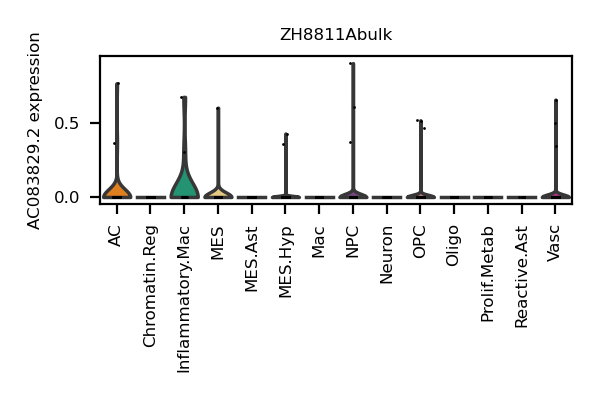 ZH8811Abulk
AC083829.2 expression
0.5
0.0
AC
Chromatin.Reg
Inflammatory.Mac
MES
MES.Ast
MES.Hyp
Mac
NPC
Neuron
OPC
Oligo
Prolif.Metab
Reactive.Ast
Vasc